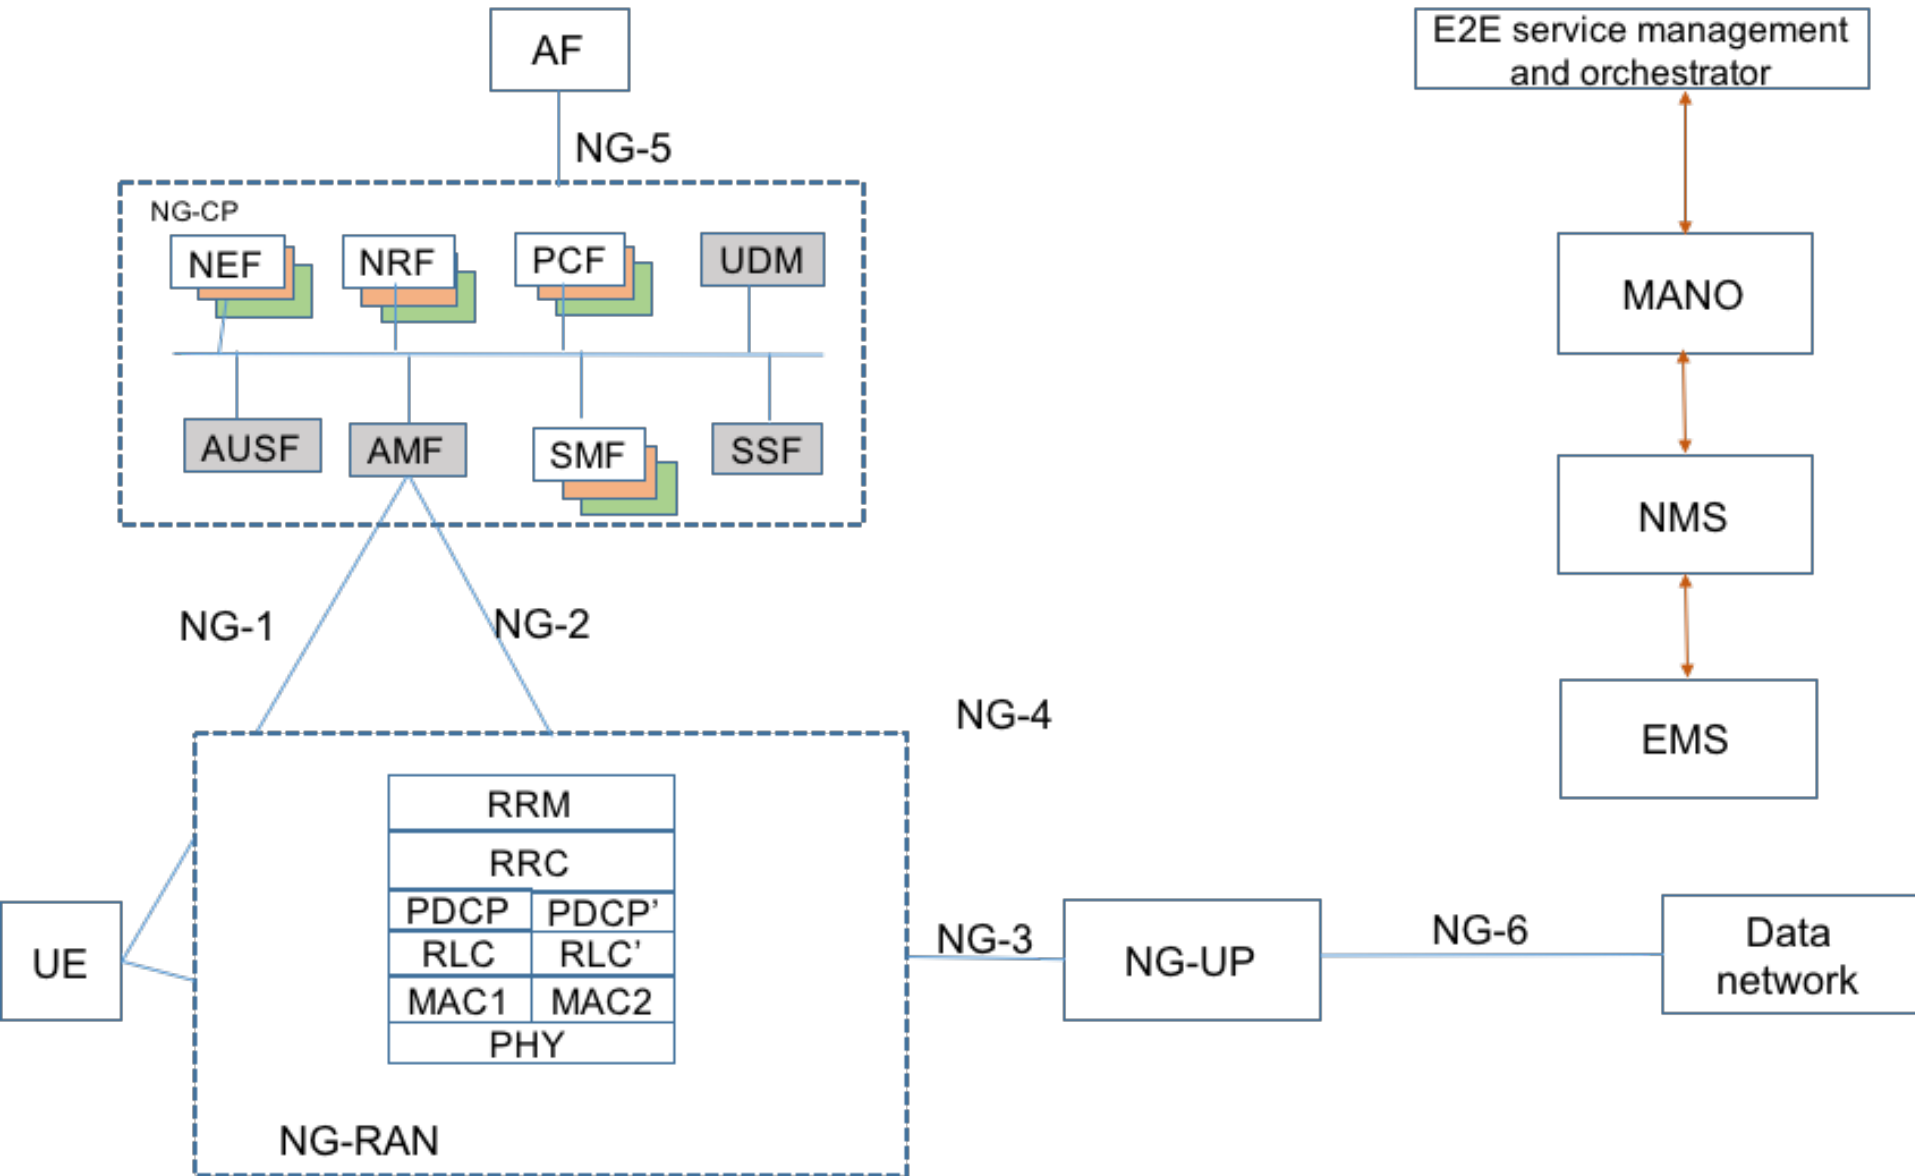 AF
E2E service management
and orchestrator
NG-5
NG-CP
NEF
NRF
PCF
UDM
MANO
AUSF
AMF
SMF
SSF
NMS
NG-1
NG-2
NG-4
EMS
RRM
RRC
PDCP
PDCP’
RLC
RLC’
MAC1
MAC2
PHY
UE
NG-3
NG-UP
NG-6
Data
network
NG-RAN